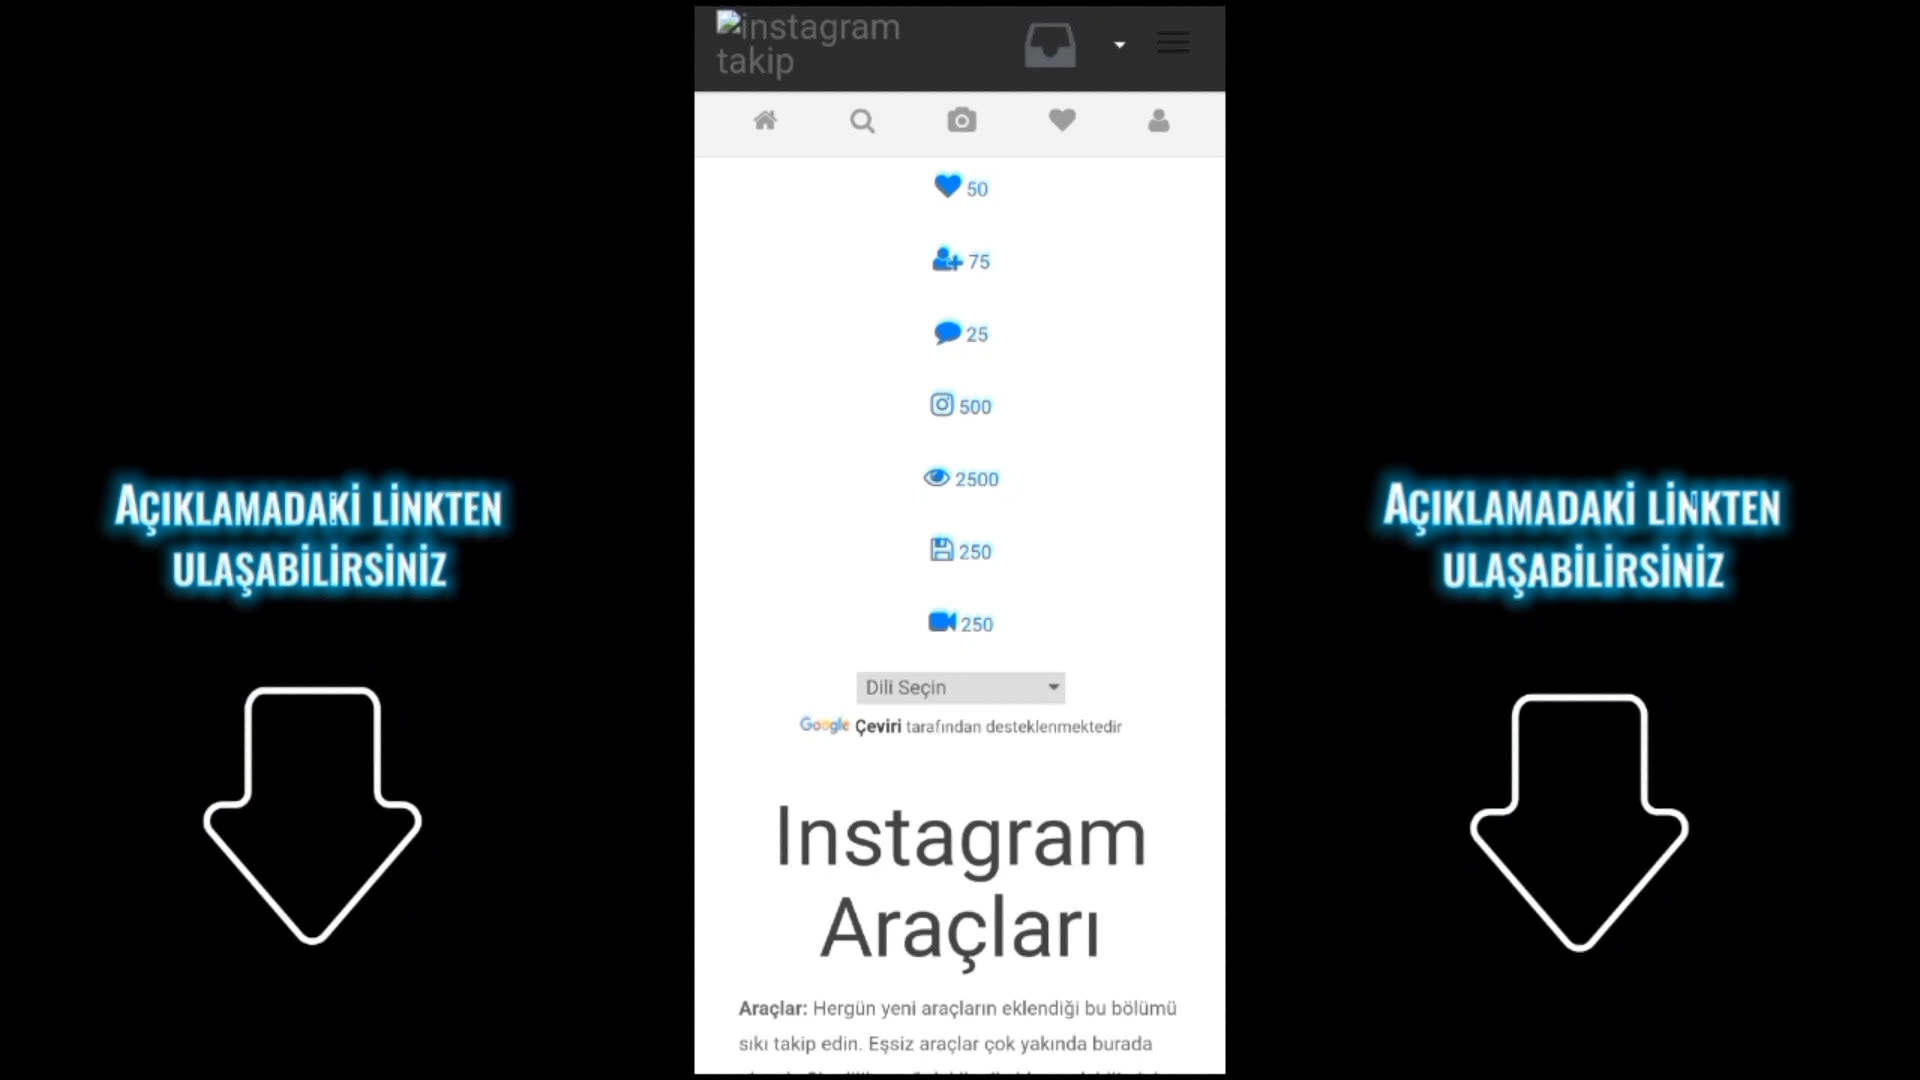 instagram
takip
50
75
25
500
2500
250
250
Dili Seçin
Google Çeviri tarafından desteklenmektedir
Instagram
Araçları
Araçlar: Hergün yeni araçların eklendiği bu bölümü
sıkı takip edin. Eşsiz araçlar çok yakında burada
AÇIKLAMADAKİ LİNKTEN
ULAŞABİLİRSİNİZ
AÇIKLAMADAKİ LİNKTEN
ULAŞABİLİRSİNİZ